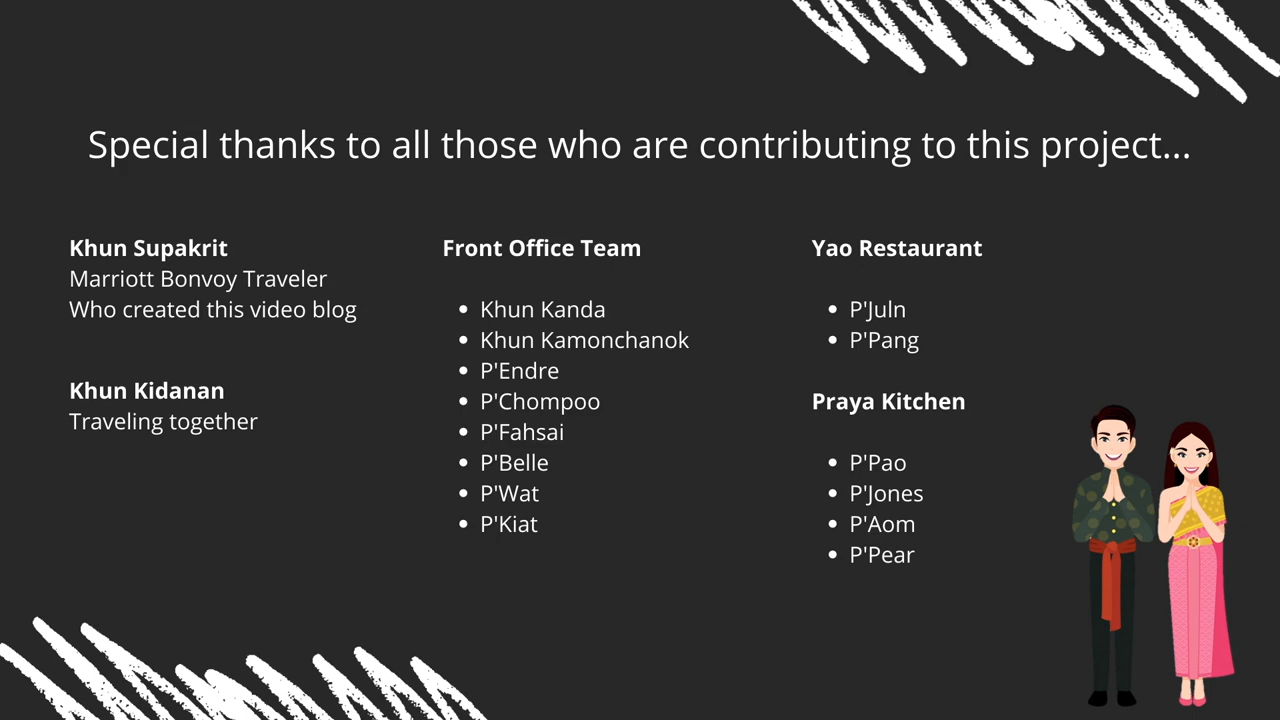 Special thanks to all those who are contributing to this project...
Khun Supakrit
Marriott Bonvoy Traveler
Who created this video blog
Khun Kidanan
Traveling together
Front Office Team
Khun Kanda
Khun Kamonchanok
P'Endre
P'Chompoo
P'Fahsai
P'Belle
P'Wat
P'Kiat
Yao Restaurant
P'Juln
P'Pang
Praya Kitchen
P'Pao
P'Jones
P'Aom
P'Pear